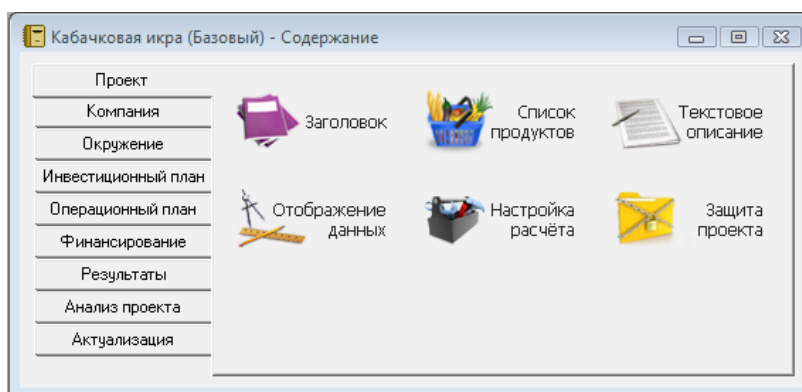 Кабачковая икра (Базовый) - Содержание
Проект
Компания
Окружение
Инвестиционный план
Операционный план
Финансирование
Результаты
Анализ проекта
Актуализация
Заголовок
Список
продуктов
Текстовое
описание
Отображение
данных
Настройка
расчёта
Защита
проекта